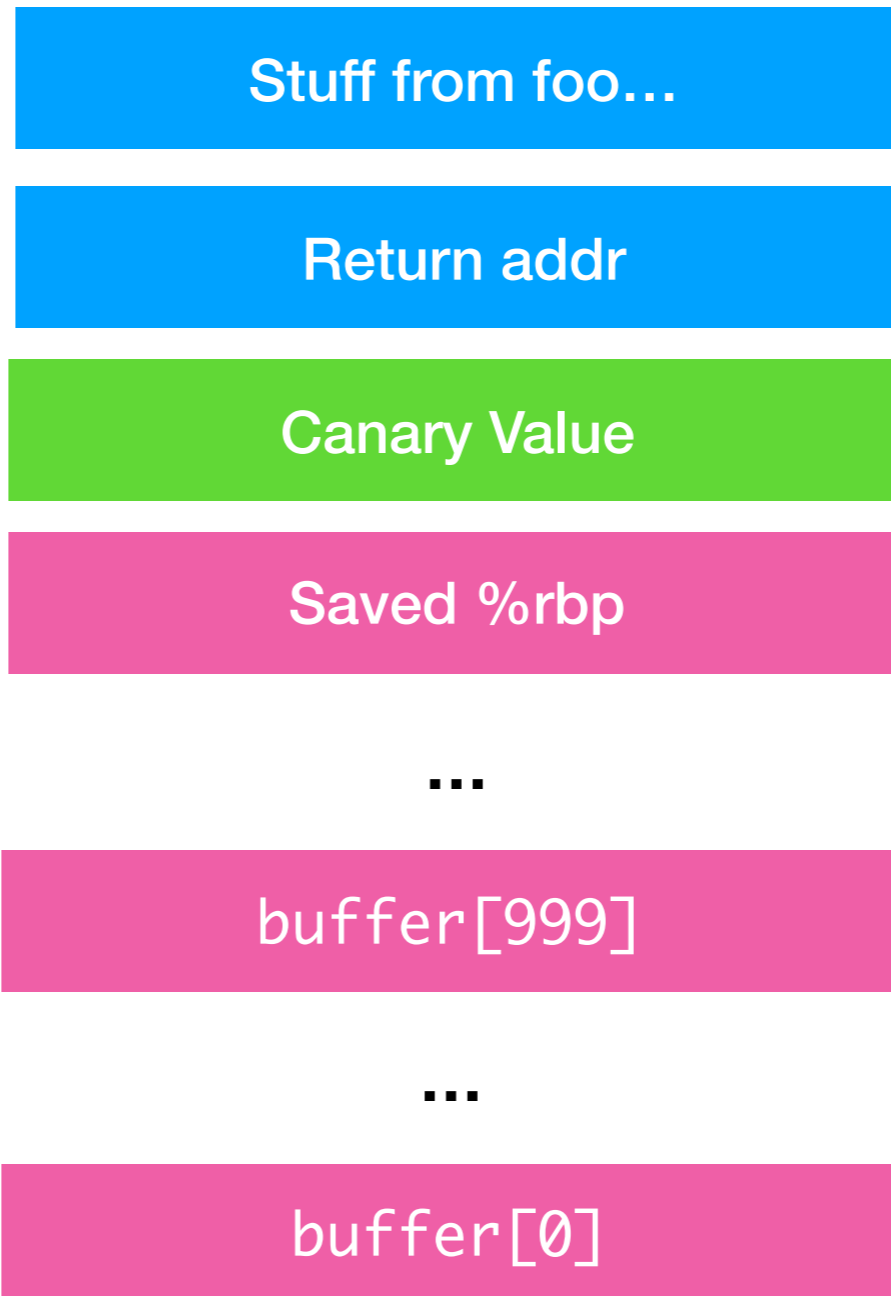 Stuff from foo...
Return addr
Canary Value
Saved %rbp
...
buffer[999]
...
buffer[0]